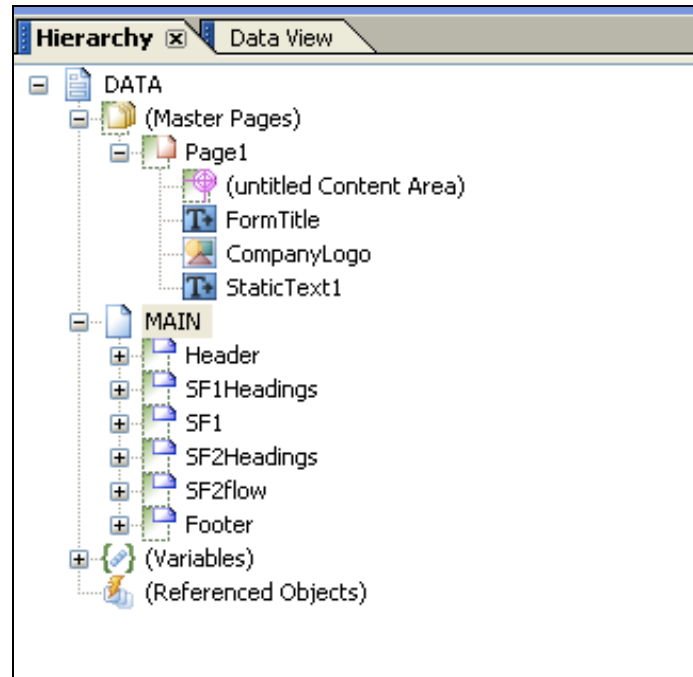 Hierarchy Data View
DATA
(Master Pages)
Page1
(untitled Content Area)
FormTitle
CompanyLogo
StaticText1
MAIN
Header
SF1Headings
SF1
SF2Headings
SF2flow
Footer
(Variables)
(Referenced Objects)